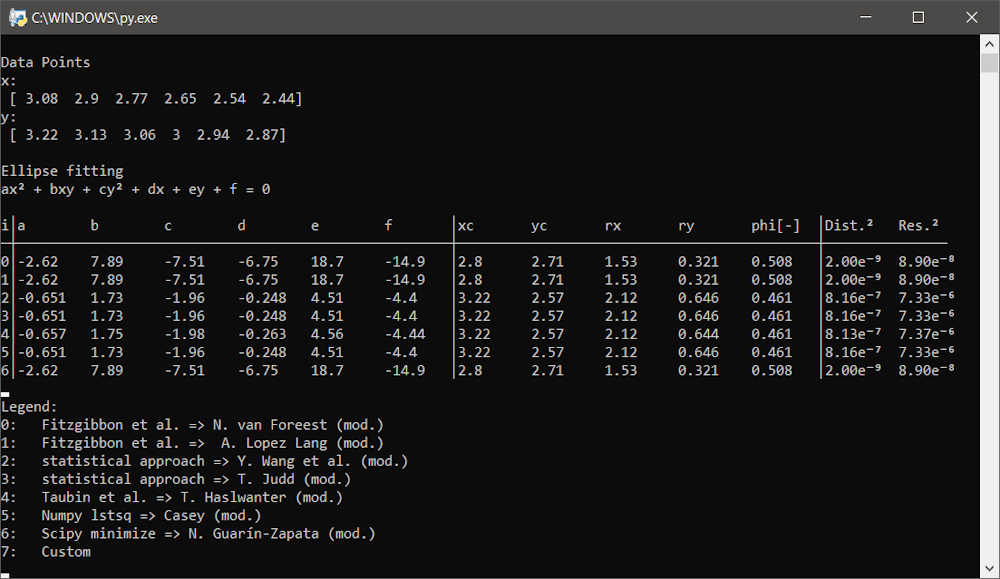 C:\WINDOWS\py.exe
Data Points
x:
[ 3.08 2.9 2.77 2.65 2.54 2.44]
y:
[ 3.22 3.13 3.06 3 2.94 2.87]
Ellipse fitting
ax² + bxy + cy² + dx + ey + f = 0
i a b c d e f xc yc rx ry phi[-] Dist.² Res.²
0 -2.62 7.89 -7.51 -6.75 18.7 -14.9 2.8 2.71 1.53 0.321 0.508 2.00e⁻⁹ 8.90e⁻⁸
1 -2.62 7.89 -7.51 -6.75 18.7 -14.9 2.8 2.71 1.53 0.321 0.508 2.00e⁻⁹ 8.90e⁻⁸
2 -0.651 1.73 -1.96 -0.248 4.51 -4.4 3.22 2.57 2.12 0.646 0.461 8.16e⁻⁷ 7.33e⁻⁶
3 -0.651 1.73 -1.96 -0.248 4.51 -4.4 3.22 2.57 2.12 0.646 0.461 8.16e⁻⁷ 7.33e⁻⁶
4 -0.657 1.75 -1.98 -0.263 4.56 -4.44 3.22 2.57 2.12 0.644 0.461 8.13e⁻⁷ 7.37e⁻⁶
5 -0.651 1.73 -1.96 -0.248 4.51 -4.4 3.22 2.57 2.12 0.646 0.461 8.16e⁻⁷ 7.33e⁻⁶
6 -2.62 7.89 -7.51 -6.75 18.7 -14.9 2.8 2.71 1.53 0.321 0.508 2.00e⁻⁹ 8.90e⁻⁸
Legend:
0: Fitzgibbon et al. => N. van Foreest (mod.)
1: Fitzgibbon et al. => A. Lopez Lang (mod.)
2: statistical approach => Y. Wang et al. (mod.)
3: statistical approach => T. Judd (mod.)
4: Taubin et al. => T. Haslwanter (mod.)
5: Numpy lstsq => Casey (mod.)
6: Scipy minimize => N. Guarín-Zapata (mod.)
7: Custom